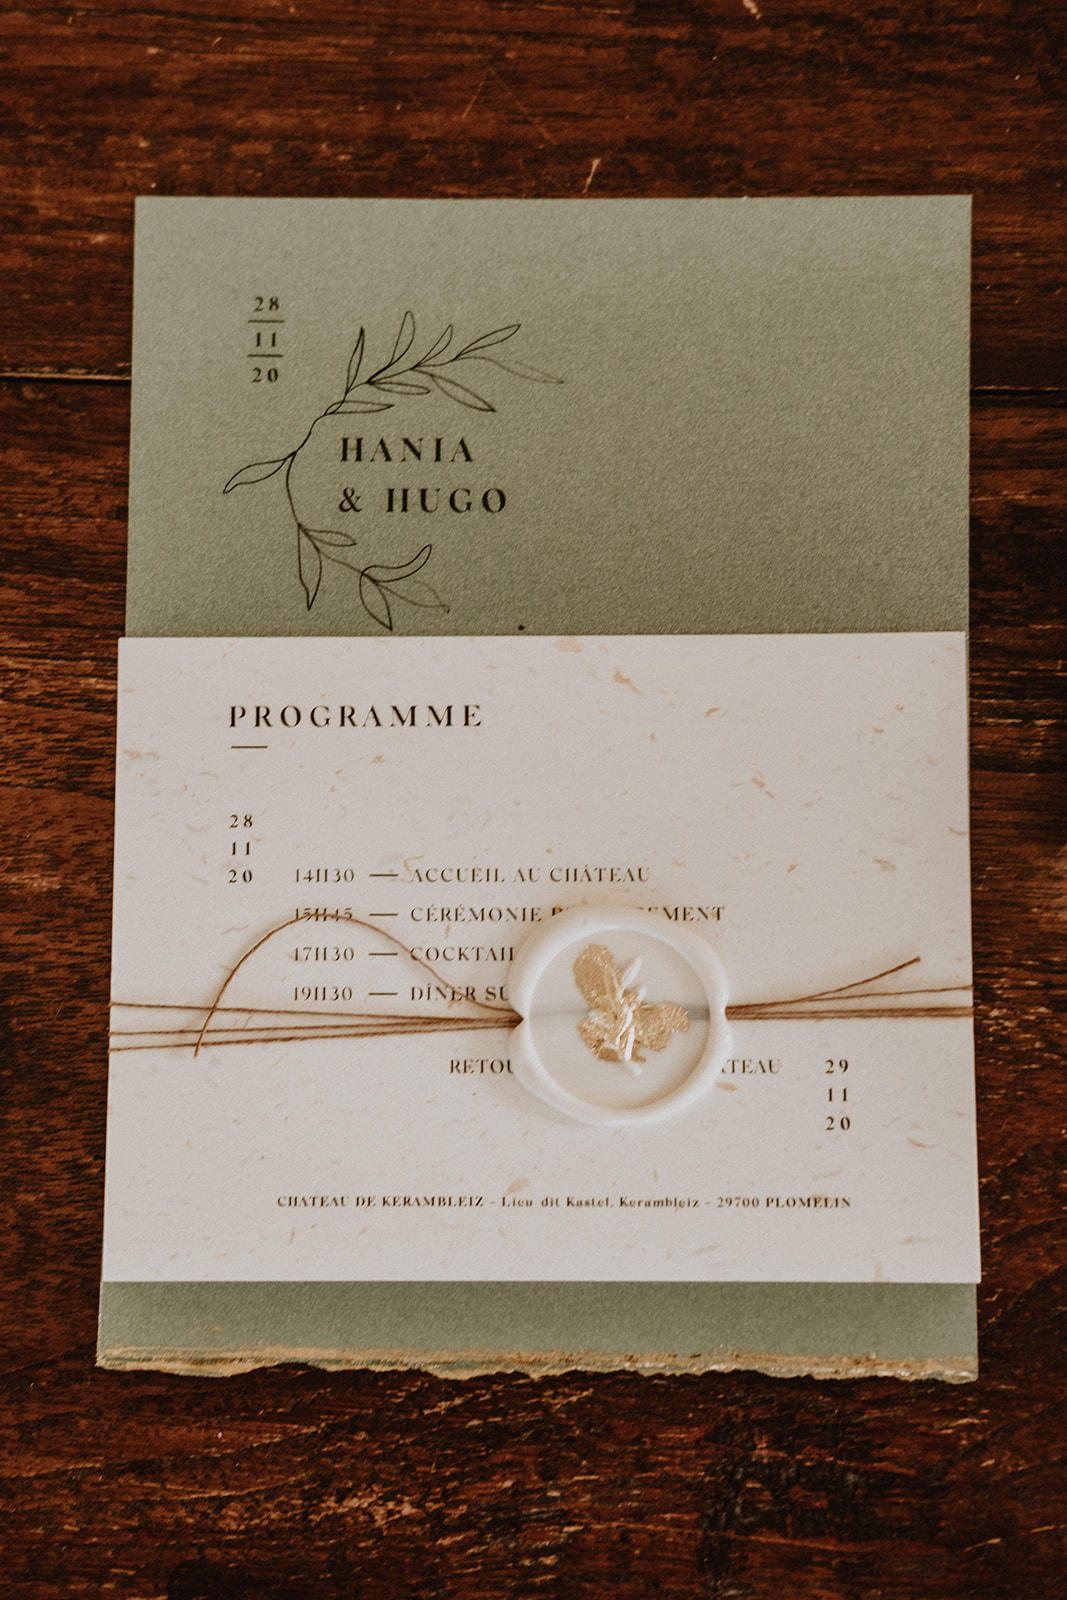 28
11
20
HANIA
& HUGO
PROGRAMME
28
11
20
14H30 — ACCUEIL AU CHÂTEAU
15H45 — CÉRÉMONIE
17H30 — COCKTAIL
19H30 — DÎNER
29
11
20
CHATEAU DE KERAMBLEIZ - Lieu dit Kastel, Kerambleiz - 29700 PLOMELIN